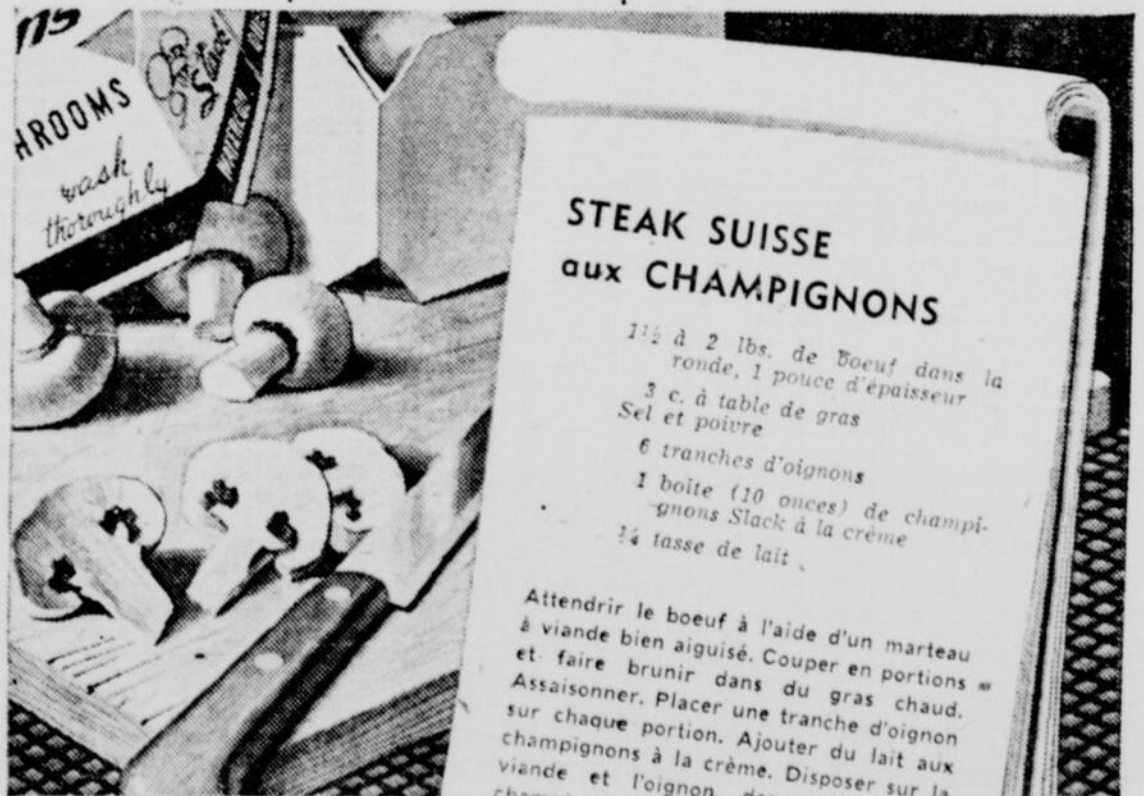 HROOMS
wash
thoroughly
Slack
STEAK SUISSE
aux CHAMPIGNONS
1½ à 2 lbs. de boeuf dans la
ronde, 1 pouce d'épaisseur
3 c. à table de gras
Sel et poivre
6 tranches d'oignons
1 boîte (10 onces) de champi-
gnons Slack à la crème
tasse de lait
Attendrir le boeuf à l'aide d'un marteau
à viande bien aiguisé. Couper en portions
et faire brunir dans du gras chaud.
Assaisonner. Placer une tranche d'oignon
sur chaque portion. Ajouter du lait aux
champignons à la crème. Disposer sur la
viande et l'oignon